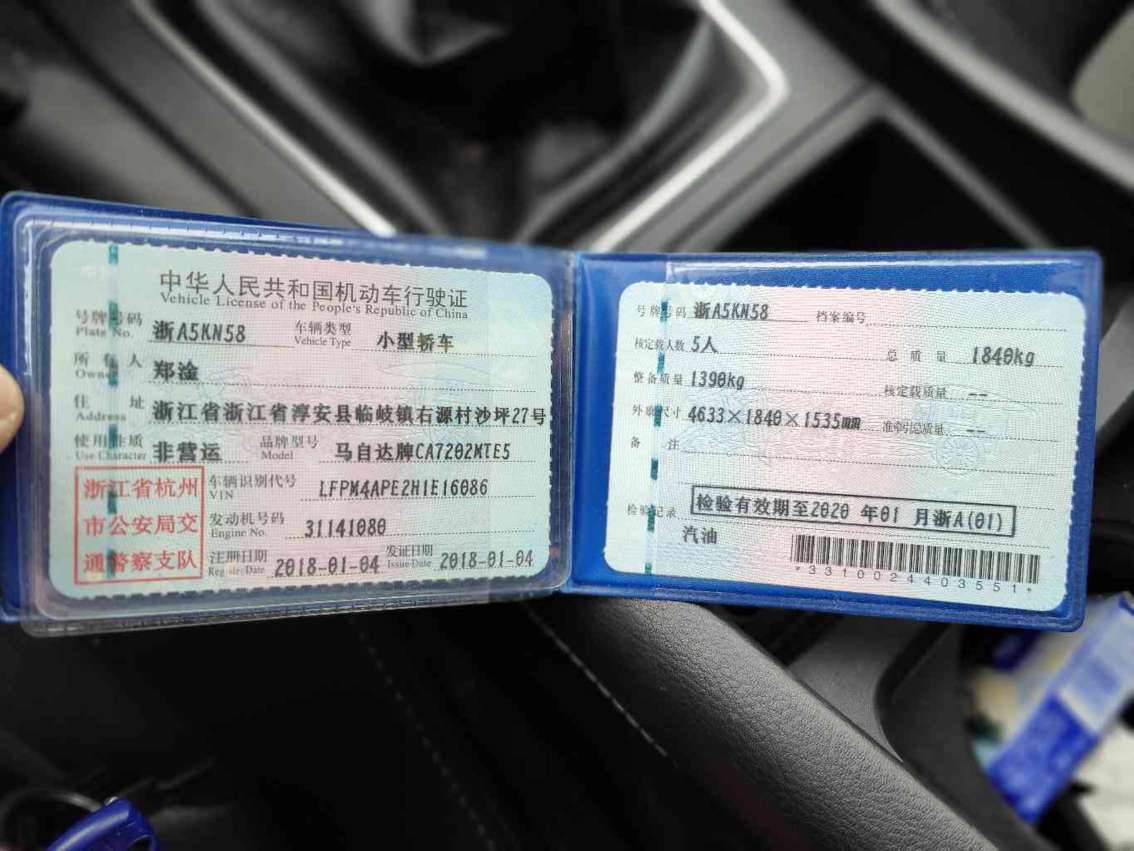 中华人民共和国机动车行驶证
Vehicle License of the People's Republic of China
号牌号码 浙A5KN58 车辆类型 小型轿车
Plate No. Vehicle Type
所有人 郑淦
Owner
住址 浙江省浙江省淳安县临岐镇右源村沙坪27号
Address
使用性质 非营运 品牌型号 马自达牌CA7202MTE5
Use Character Model
浙江省杭州
市公安局交
通警察支队
车辆识别代号 LFPM4APE2H1E16086
VIN
发动机号码 31141080
Engine No.
注册日期 2018-01-04 发证日期 2018-01-04
Register Date Issue Date
号牌号码 浙A5KN58 档案编号
核定载人数 5人 总质量 1840kg
整备质量 1390kg 核定载质量 --
外廓尺寸 4633×1840×1535mm 准牵引总质量 --
备注
检验记录 检验有效期至2020 年01 月浙A(01)
汽油
*3310024403551*